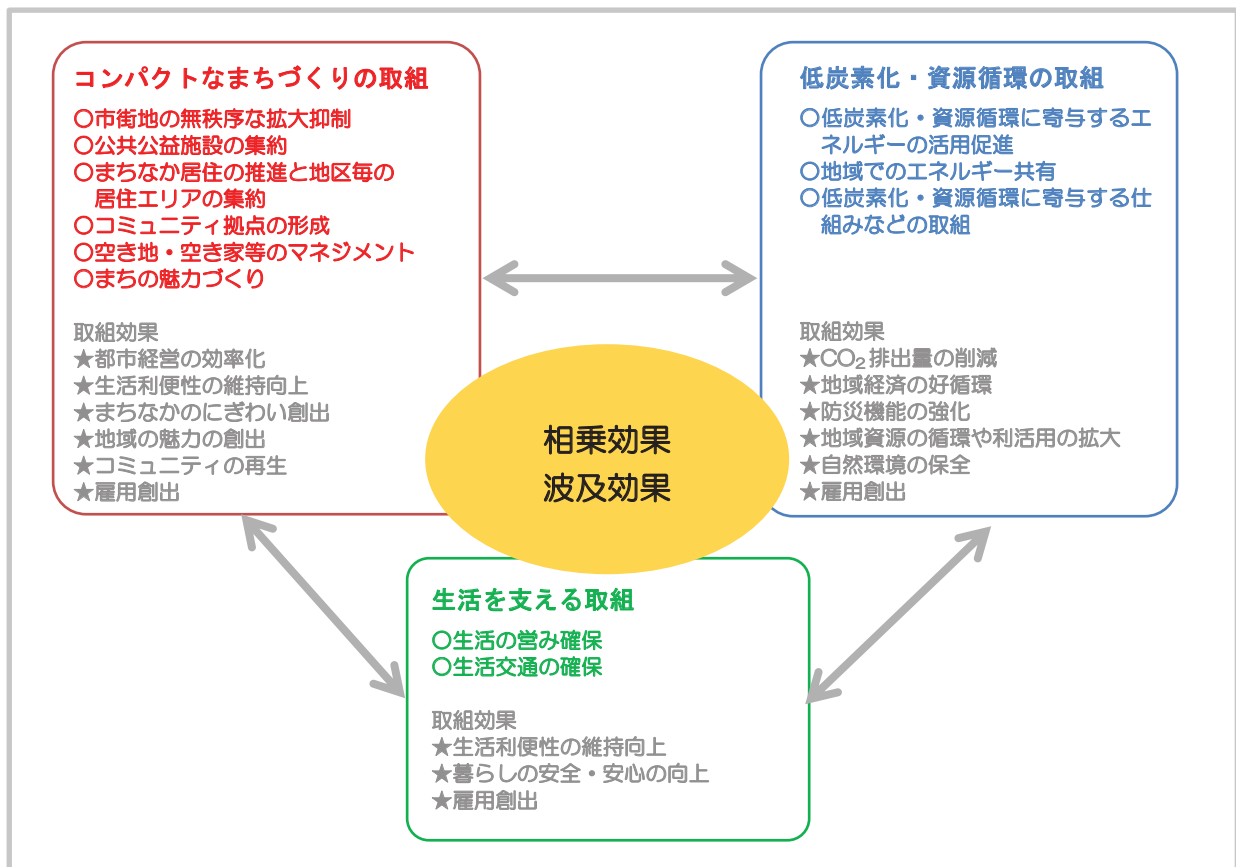 コンパクトなまちづくりの取組
○市街地の無秩序な拡大抑制
○公共公益施設の集約
○まちなか居住の推進と地区毎の
居住エリアの集約
○コミュニティ拠点の形成
○空き地・空き家等のマネジメント
○まちの魅力づくり
取組効果
★都市経営の効率化
★生活利便性の維持向上
★まちなかのにぎわい創出
★地域の魅力の創出
★コミュニティの再生
★雇用創出
低炭素化・資源循環の取組
○低炭素化・資源循環に寄与するエ
ネルギーの活用促進
○地域でのエネルギー共有
○低炭素化・資源循環に寄与する仕
組みなどの取組
取組効果
★CO₂排出量の削減
★地域経済の好循環
★防災機能の強化
★地域資源の循環や利活用の拡大
★自然環境の保全
★雇用創出
相乗効果
波及効果
生活を支える取組
○生活の営み確保
○生活交通の確保
取組効果
★生活利便性の維持向上
★暮らしの安全・安心の向上
★雇用創出